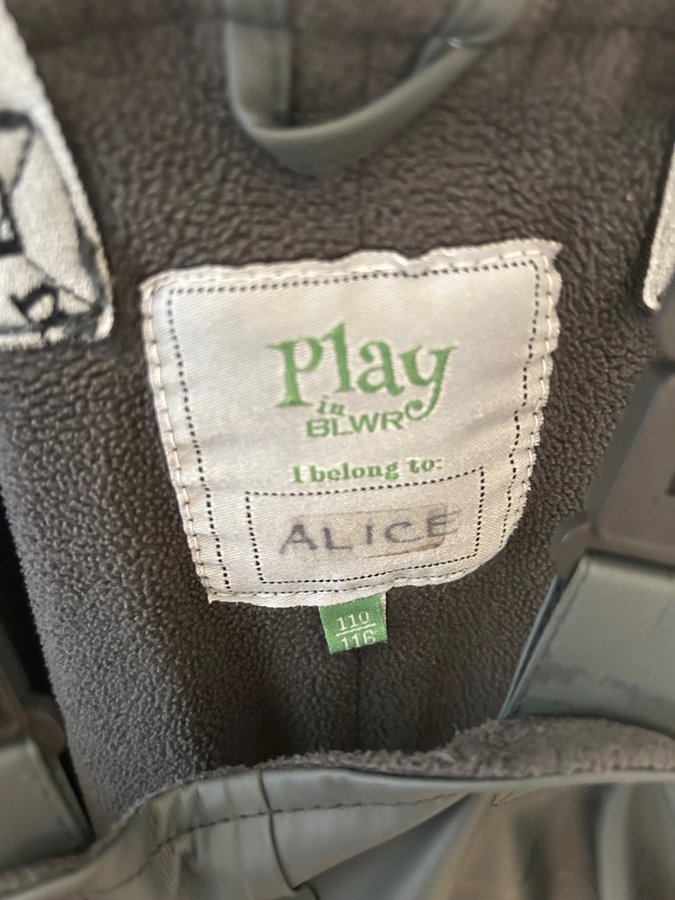 Play
in
BLWR
I belong to:
ALICE
110
116